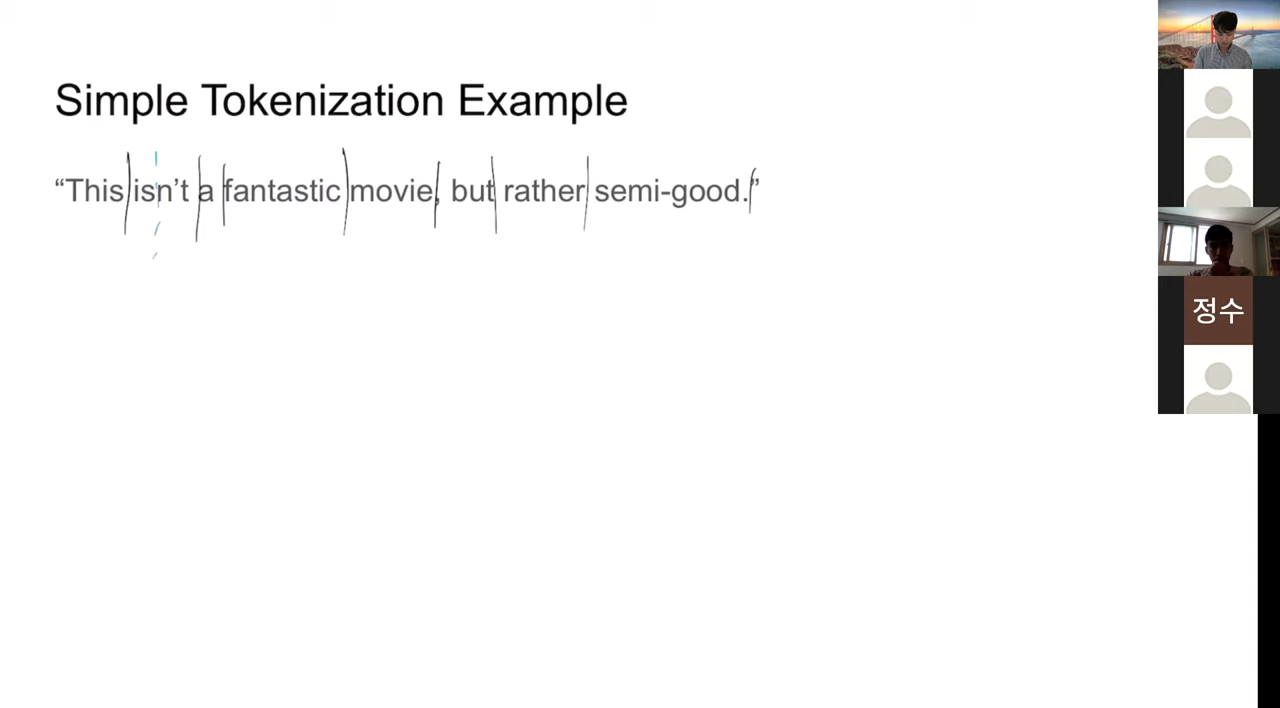 Simple Tokenization Example
“This isn’t a fantastic movie, but rather semi-good.”
정수